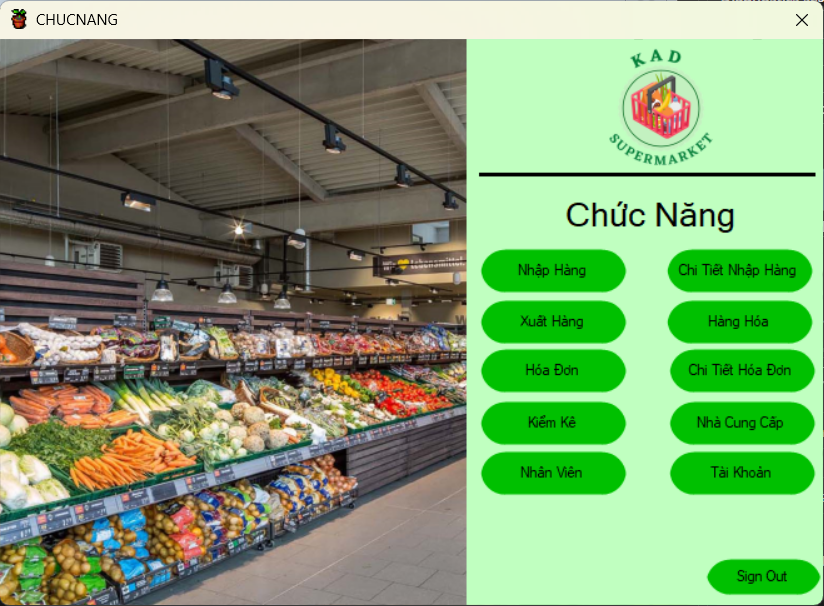 CHUCNANG
KAD
SUPERMARKET
Chức Năng
Nhập Hàng
Chi Tiết Nhập Hàng
Xuất Hàng
Hàng Hóa
Hóa Đơn
Chi Tiết Hóa Đơn
Kiểm Kê
Nhà Cung Cấp
Nhân Viên
Tài Khoản
Sign Out